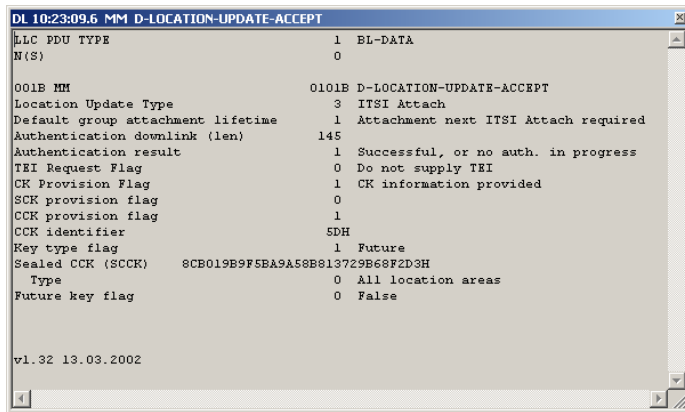 DL 10:23:09.6 MM D-LOCATION-UPDATE-ACCEPT
LLC PDU TYPE 1 BL-DATA
N(S) 0
001B MM 0101B D-LOCATION-UPDATE-ACCEPT
Location Update Type 3 ITSI Attach
Default group attachment lifetime 1 Attachment next ITSI Attach required
Authentication downlink (len) 145
Authentication result 1 Successful, or no auth. in progress
TEI Request Flag 0 Do not supply TEI
CK Provision Flag 1 CK information provided
SCK provision flag 0
CCK provision flag 1
CCK identifier 5DH
Key type flag 1 Future
Sealed CCK (SCCK) 8CB019B9F5BA9A58B813729B68F2D3H
Type 0 All location areas
Future key flag 0 False
v1.32 13.03.2002